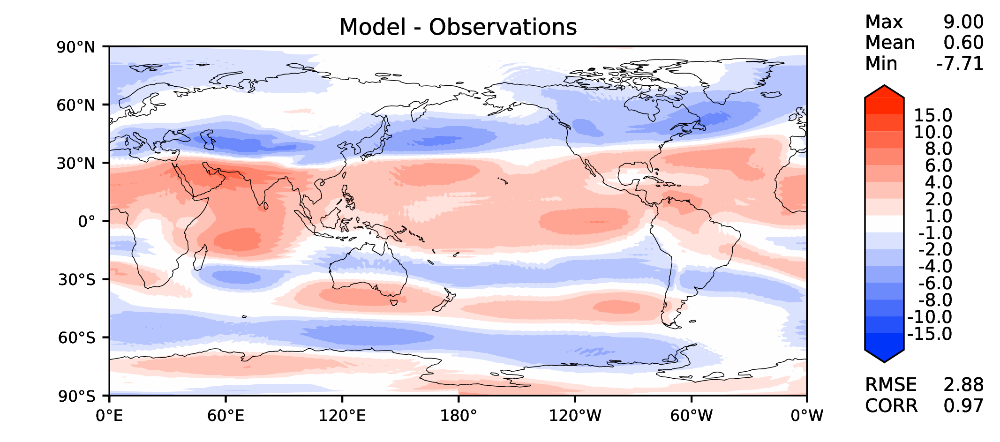 Model - Observations
Max 9.00
Mean 0.60
Min -7.71
90°N
60°N
30°N
0°
30°S
60°S
90°S
0°E 60°E 120°E 180° 120°W 60°W 0°W
15.0
10.0
8.0
6.0
4.0
2.0
1.0
-1.0
-2.0
-4.0
-6.0
-8.0
-10.0
-15.0
RMSE 2.88
CORR 0.97